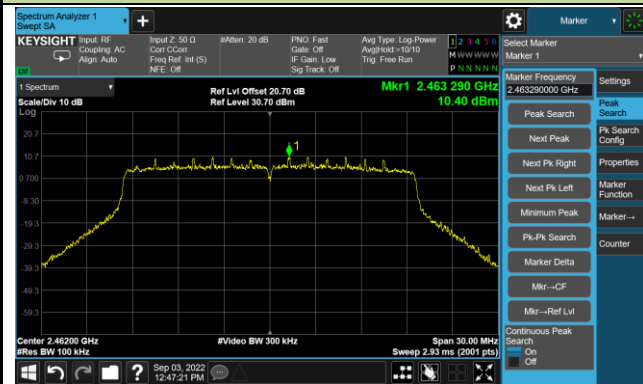 Spectrum Analyzer 1
Swept SA
Marker
KEYSIGHT
Input: RF
Coupling: AC
Align: Auto
Input Z: 50 Ω
Corr CCorr
Freq Ref: Int (S)
NFE: Off
#Atten: 20 dB
PNO: Fast
Gate: Off
IF Gain: Low
Sig Track: Off
Avg Type: Log-Power
Avg|Hold:>10/10
Trig: Free Run
1 2 3 4 5 6
M W W W W W
P N N N N N
LXI
1 Spectrum
Scale/Div 10 dB
Log
Ref Lvl Offset 20.70 dB
Ref Level 30.70 dBm
Mkr1 2.463 290 GHz
10.40 dBm
20.7
10.7
0.700
-9.30
-19.3
-29.3
-39.3
-49.3
-59.3
1
Center 2.46200 GHz
#Res BW 100 kHz
#Video BW 300 kHz
Span 30.00 MHz
Sweep 2.93 ms (2001 pts)
Select Marker
Marker 1
Marker Frequency
2.463290000 GHz
Peak Search
Next Peak
Next Pk Right
Next Pk Left
Minimum Peak
Pk-Pk Search
Marker Delta
Mkr→CF
Mkr→Ref Lvl
Continuous Peak
Search
On
Off
Settings
Peak
Search
Pk Search
Config
Properties
Marker
Function
Marker→
Counter
Sep 03, 2022
12:47:21 PM